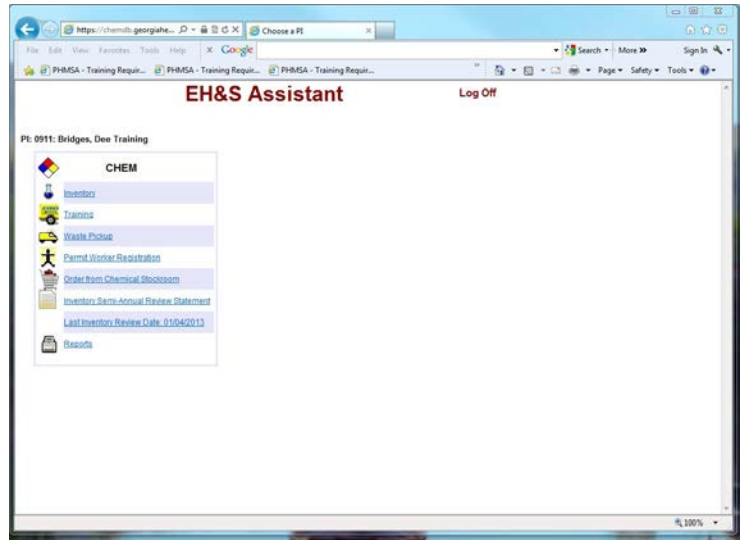 https://chemdb.georgiahe...
Choose a PI
File Edit View Favorites Tools Help
X Google
Search More >>
Sign In
PHMSA - Training Requir...
PHMSA - Training Requir...
PHMSA - Training Requir...
Page Safety Tools
EH&S Assistant
Log Off
PI: 0911: Bridges, Dee Training
CHEM
Inventory
Training
Waste Pickup
Permit Worker Registration
Order from Chemical Stockroom
Inventory Semi-Annual Review Statement
Last Inventory Review Date: 01/04/2013
Reports
100%